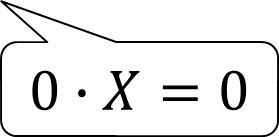 0 · X = 0